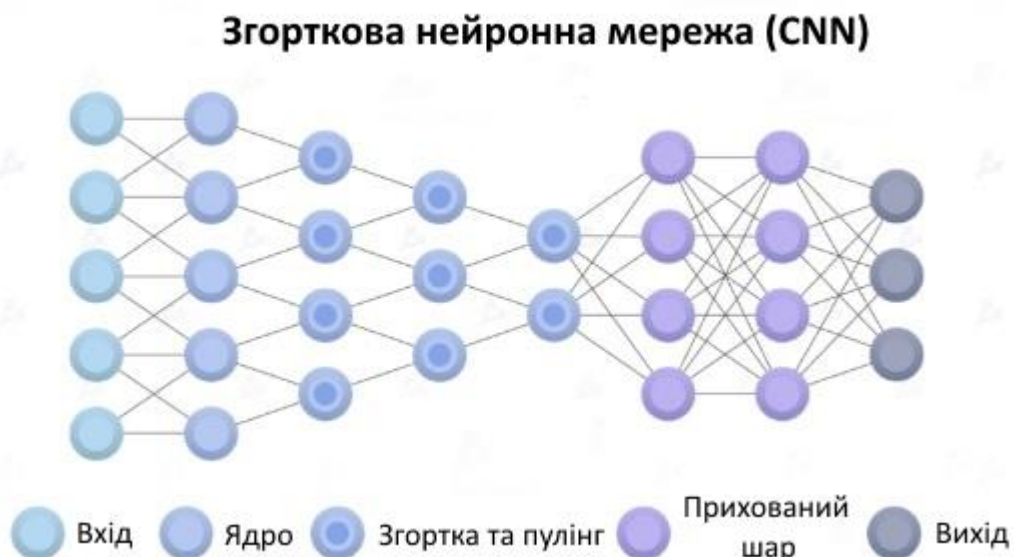 Згорткова нейронна мережа (CNN)
Вхід
Ядро
Згортка та пулінг
Прихований
шар
Вихід